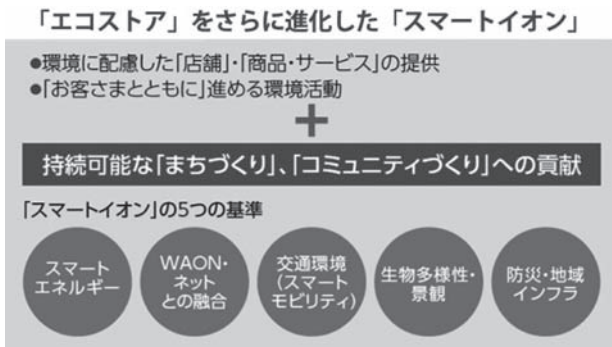 「エコストア」をさらに進化した「スマートイオン」
●環境に配慮した「店舗」・「商品・サービス」の提供
●「お客さまとともに」進める環境活動
+
持続可能な「まちづくり」、「コミュニティづくり」への貢献
「スマートイオン」の5つの基準
スマート
エネルギー
WAON・
ネット
との融合
交通環境
(スマート
モビリティ)
生物多様性・
景観
防災・地域
インフラ